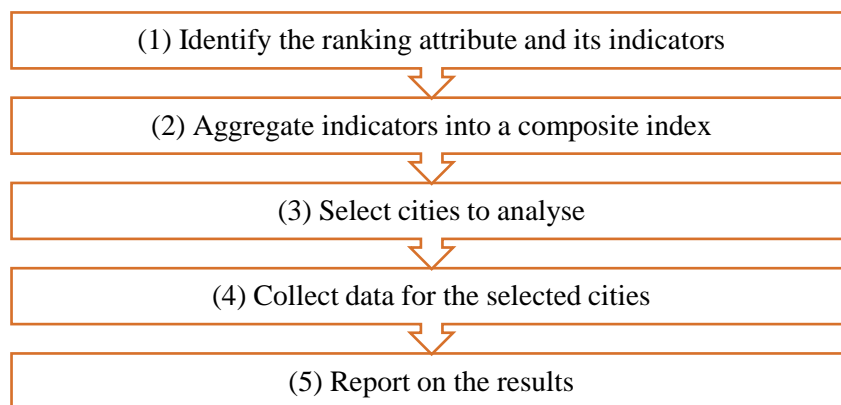 (1) Identify the ranking attribute and its indicators
(2) Aggregate indicators into a composite index
(3) Select cities to analyse
(4) Collect data for the selected cities
(5) Report on the results